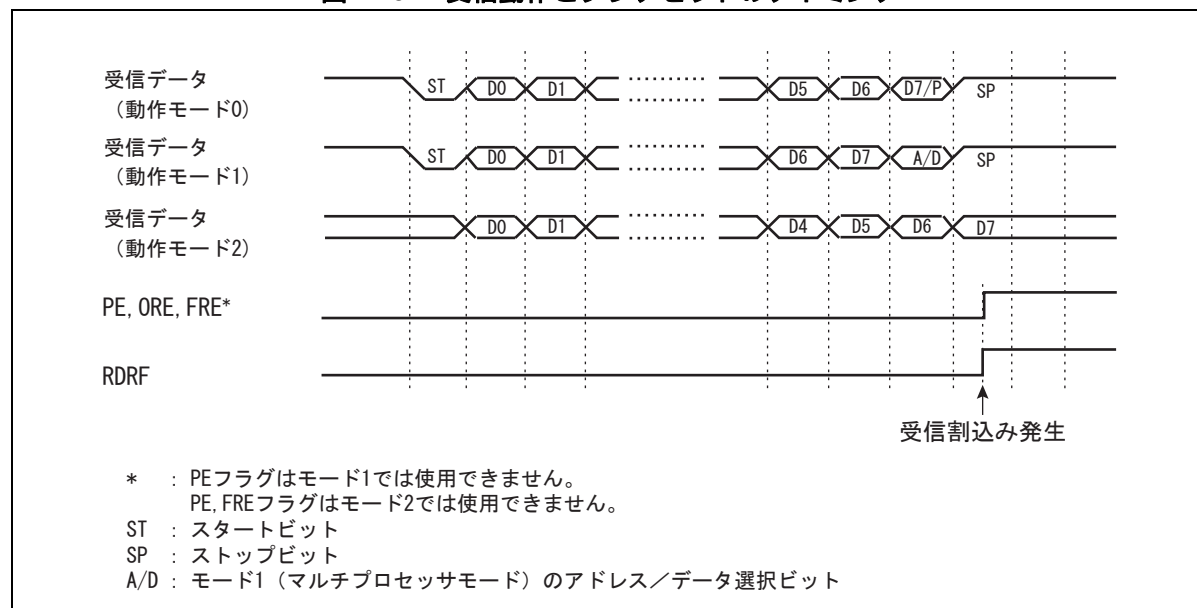 受信データ
（動作モード0）
ST D0 D1 D5 D6 D7/P SP
受信データ
（動作モード1）
ST D0 D1 D6 D7 A/D SP
受信データ
（動作モード2）
D0 D1 D4 D5 D6 D7
PE, ORE, FRE*
RDRF
受信割込み発生
* : PEフラグはモード1では使用できません。
PE, FREフラグはモード2では使用できません。
ST : スタートビット
SP : ストップビット
A/D : モード1（マルチプロセッサモード）のアドレス／データ選択ビット